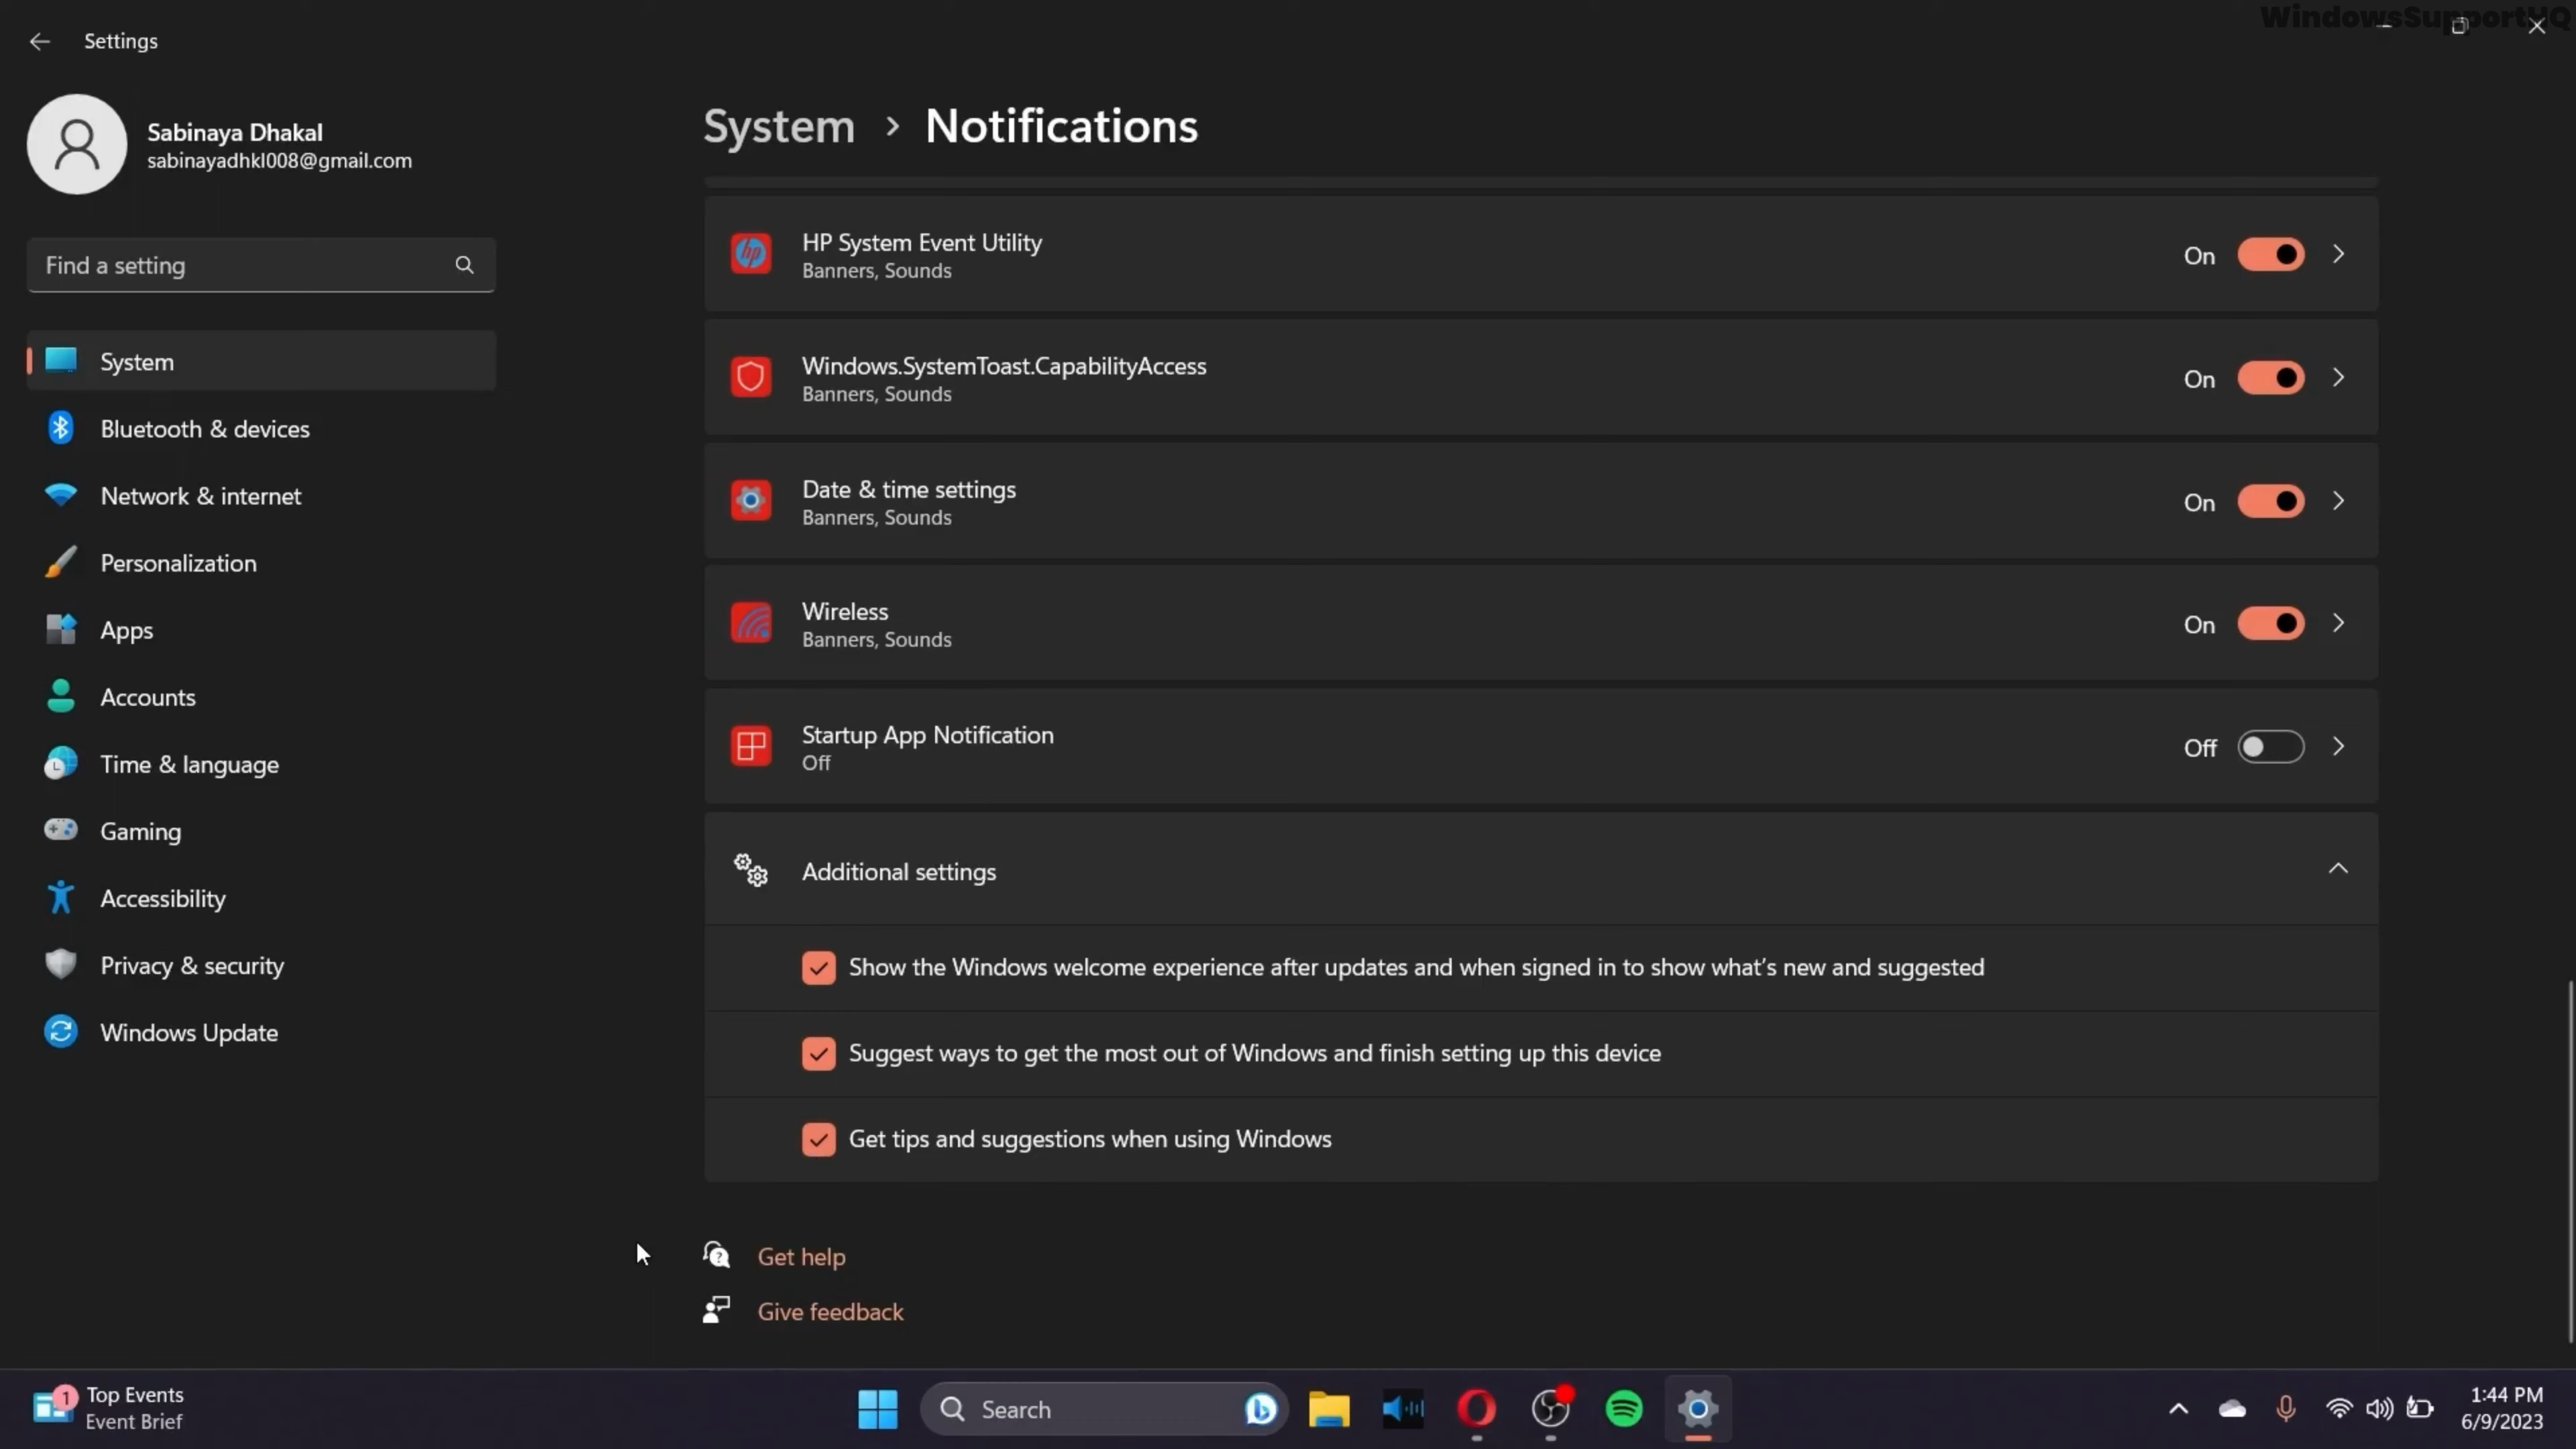 WindowsSupportHQ
Settings
Sabinaya Dhakal
sabinayadhkl008@gmail.com
Find a setting
System
Bluetooth & devices
Network & internet
Personalization
Apps
Accounts
Time & language
Gaming
Accessibility
Privacy & security
Windows Update
System > Notifications
HP System Event Utility
Banners, Sounds
On
Windows.SystemToast.CapabilityAccess
Banners, Sounds
On
Date & time settings
Banners, Sounds
On
Wireless
Banners, Sounds
On
Startup App Notification
Off
Off
Additional settings
Show the Windows welcome experience after updates and when signed in to show what's new and suggested
Suggest ways to get the most out of Windows and finish setting up this device
Get tips and suggestions when using Windows
Get help
Give feedback
1
Top Events
Event Brief
Search
1:44 PM
6/9/2023